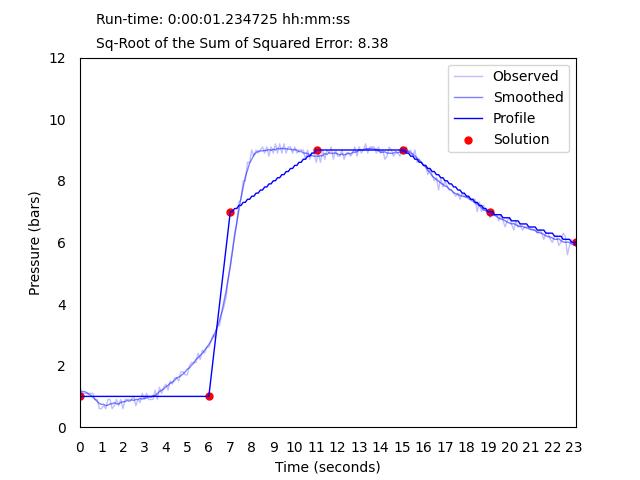 Run-time: 0:00:01.234725 hh:mm:ss
Sq-Root of the Sum of Squared Error: 8.38
Observed
Smoothed
Profile
Solution
12
10
8
6
4
2
0
Pressure (bars)
0 1 2 3 4 5 6 7 8 9 10 11 12 13 14 15 16 17 18 19 20 21 22 23
Time (seconds)